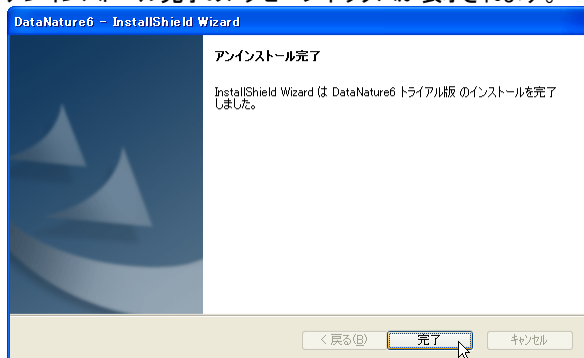 DataNature6 - InstallShield Wizard
アンインストール完了
InstallShield Wizard は DataNature6 トライアル版 のインストールを完了
しました。
< 戻る(B)
完了
キャンセル